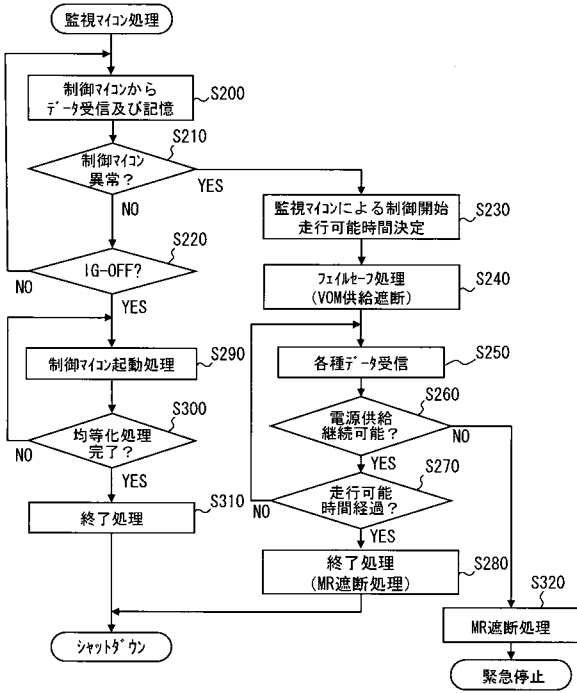 監視ﾏｲｺﾝ処理
制御ﾏｲｺﾝから
ﾃﾞｰﾀ受信及び記憶
S200
制御ﾏｲｺﾝ
異常?
S210
YES
NO
IG-OFF?
S220
NO
YES
制御ﾏｲｺﾝ起動処理
S290
均等化処理
完了?
S300
NO
YES
終了処理
S310
ｼｬｯﾄﾀﾞｳﾝ
監視ﾏｲｺﾝによる制御開始
走行可能時間決定
S230
ﾌｪｲﾙｾｰﾌ処理
(VOM供給遮断)
S240
各種ﾃﾞｰﾀ受信
S250
電源供給
継続可能?
S260
NO
YES
走行可能
時間経過?
S270
NO
YES
終了処理
(MR遮断処理)
S280
MR遮断処理
S320
緊急停止